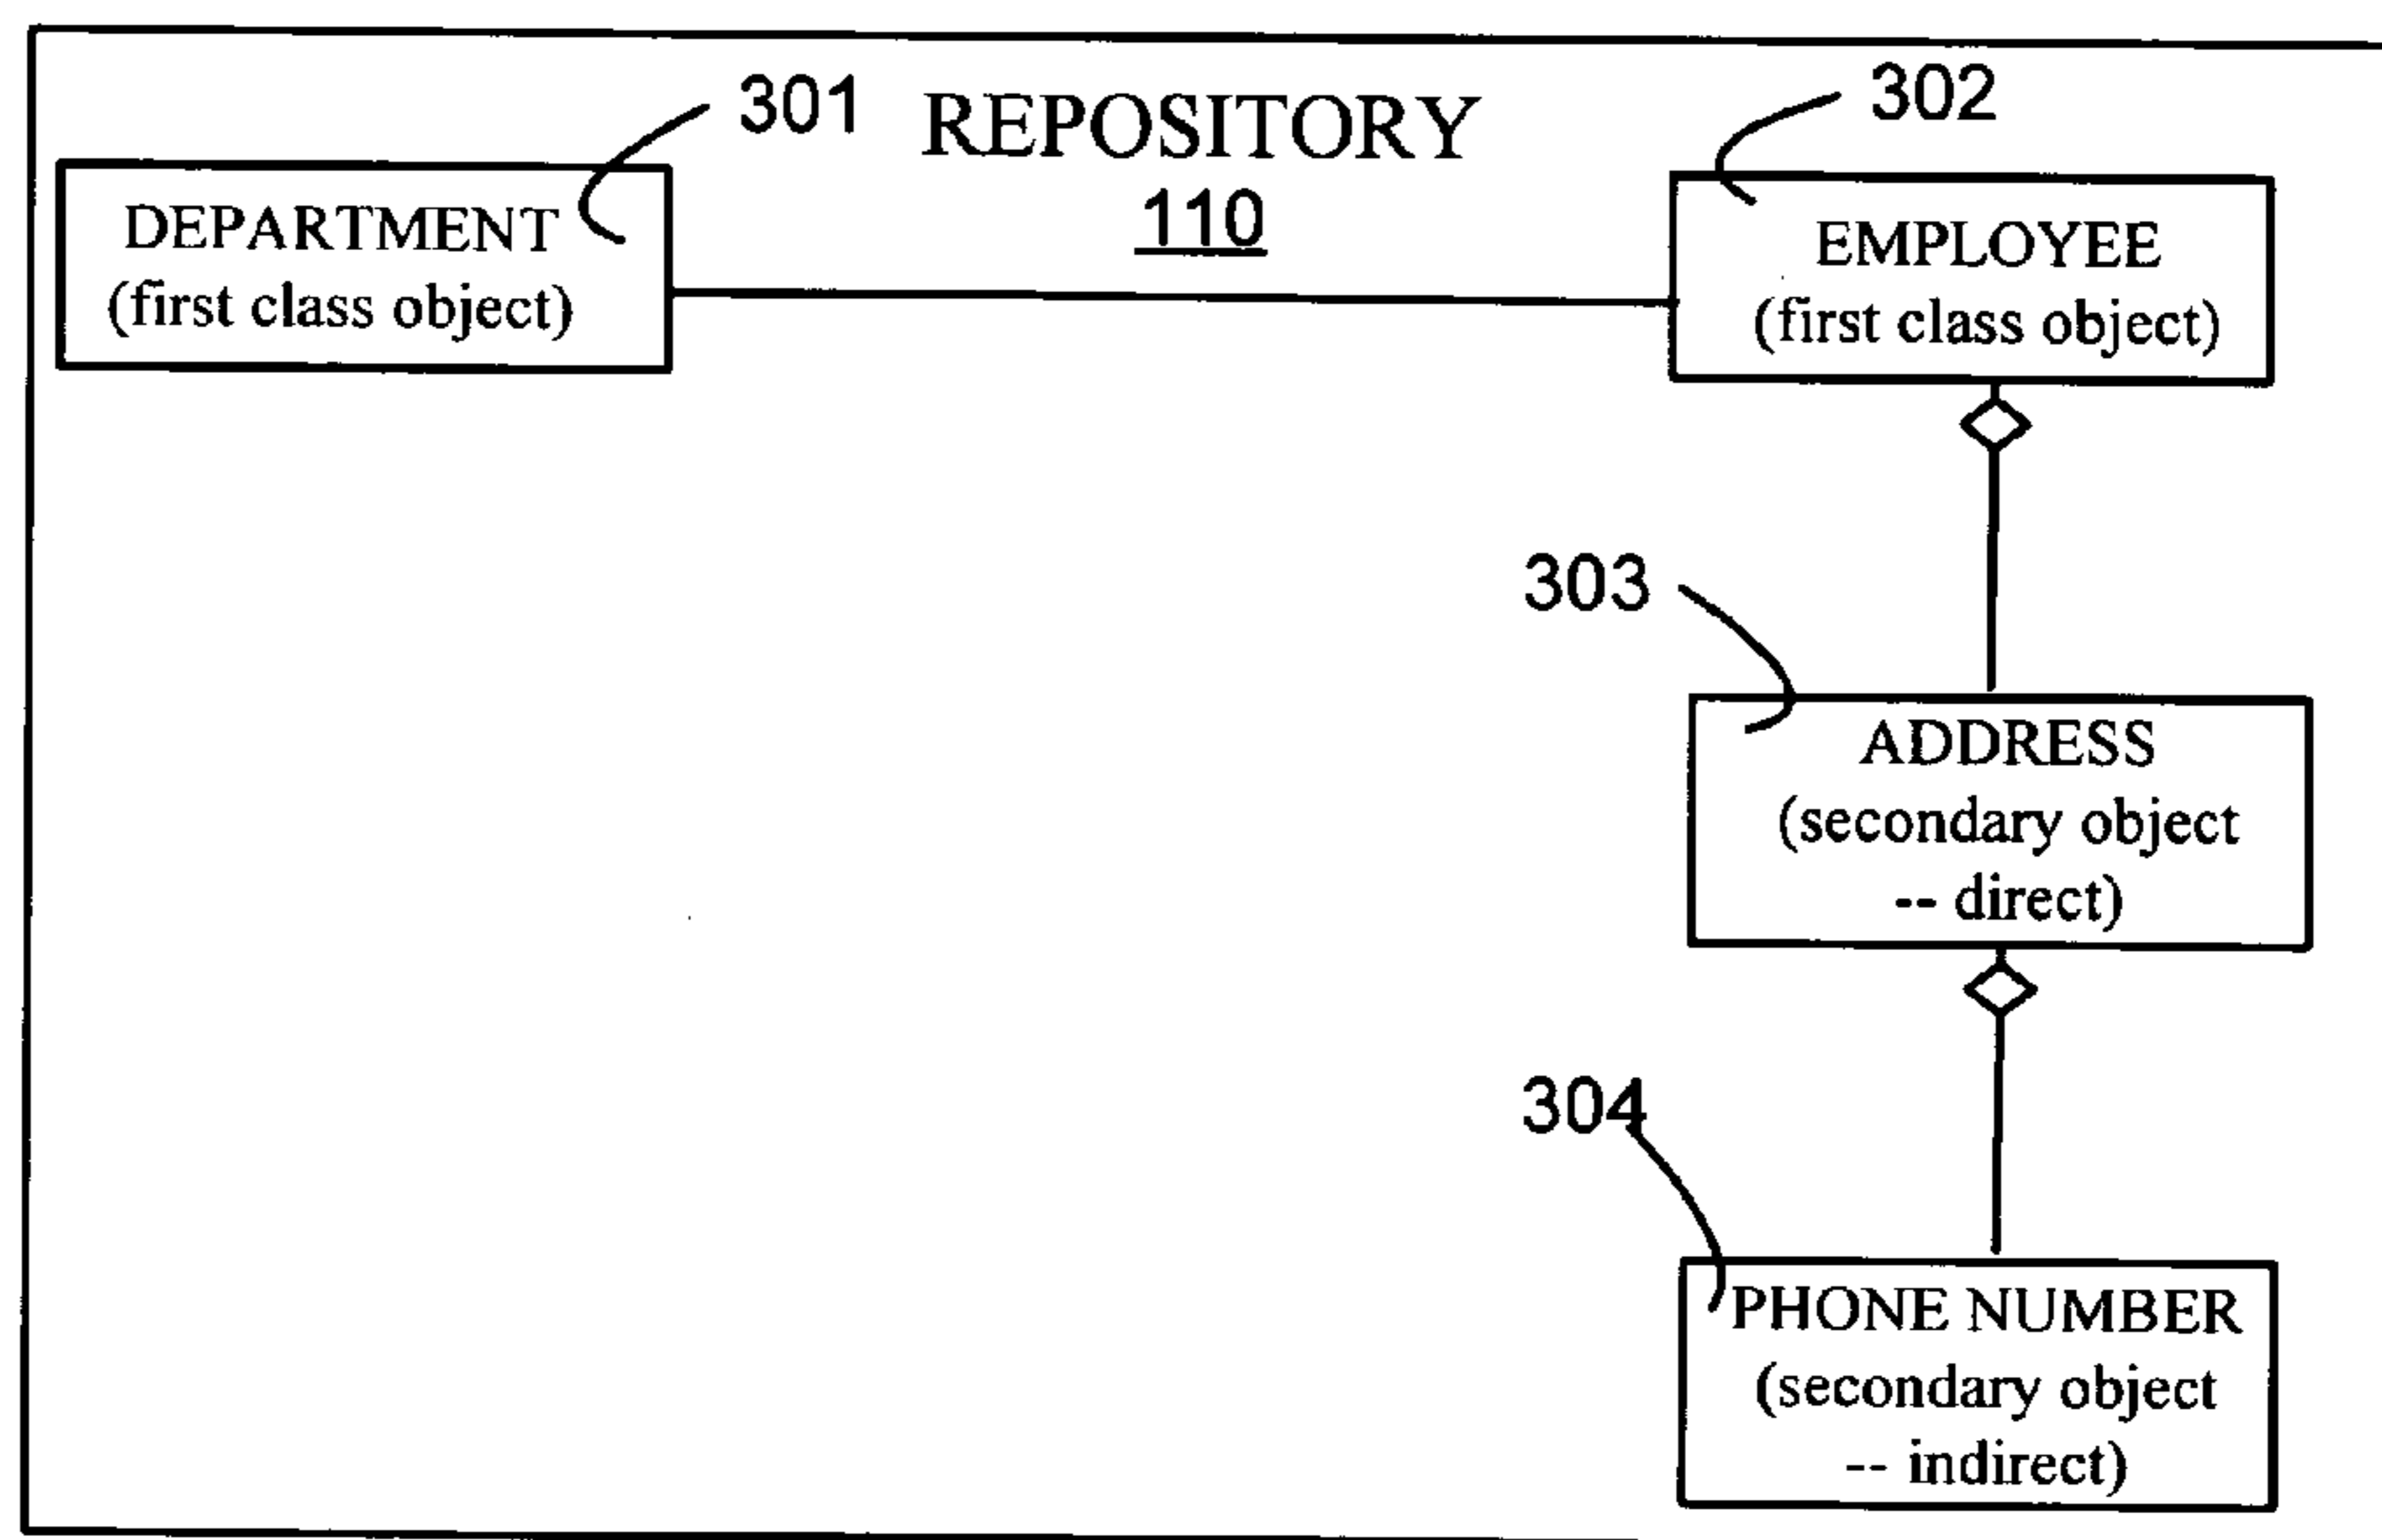 301
REPOSITORY
110
302
DEPARTMENT
(first class object)
EMPLOYEE
(first class object)
303
ADDRESS
(secondary object
-- direct)
304
PHONE NUMBER
(secondary object
-- indirect)